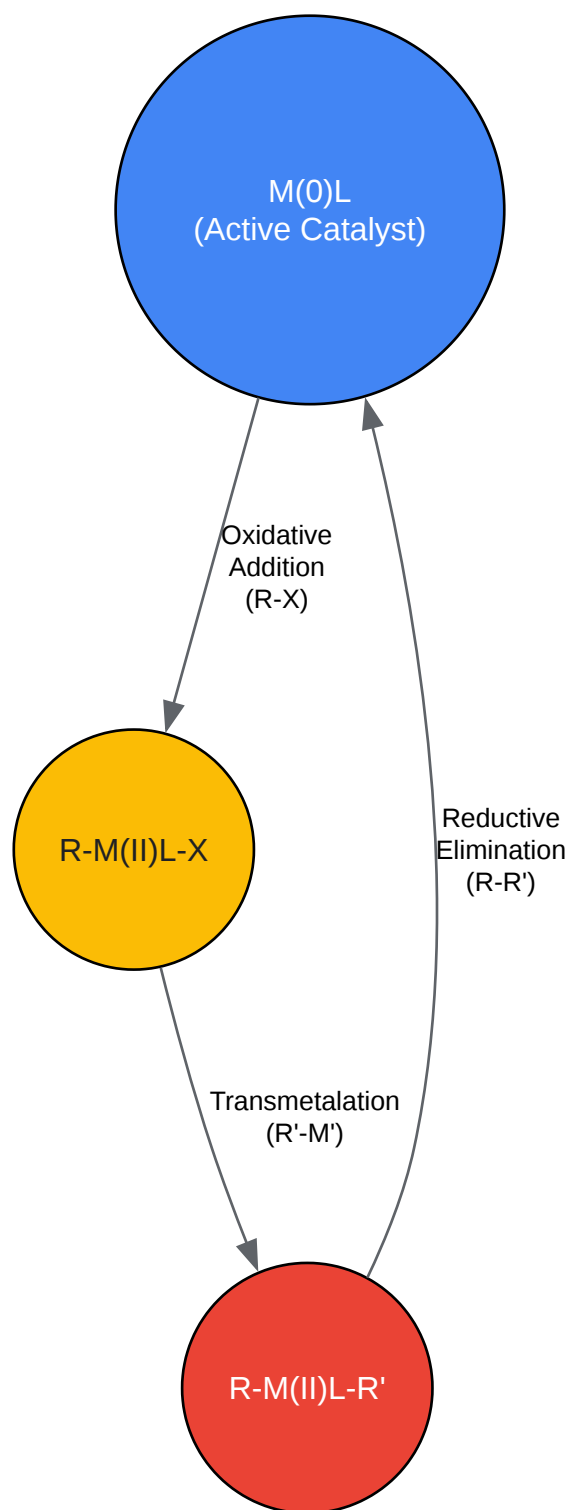 M(0)L
(Active Catalyst)
Oxidative
Addition
(R-X)
R-M(II)L-X
Reductive
Elimination
(R-R')
Transmetalation
(R'-M')
R-M(II)L-R'